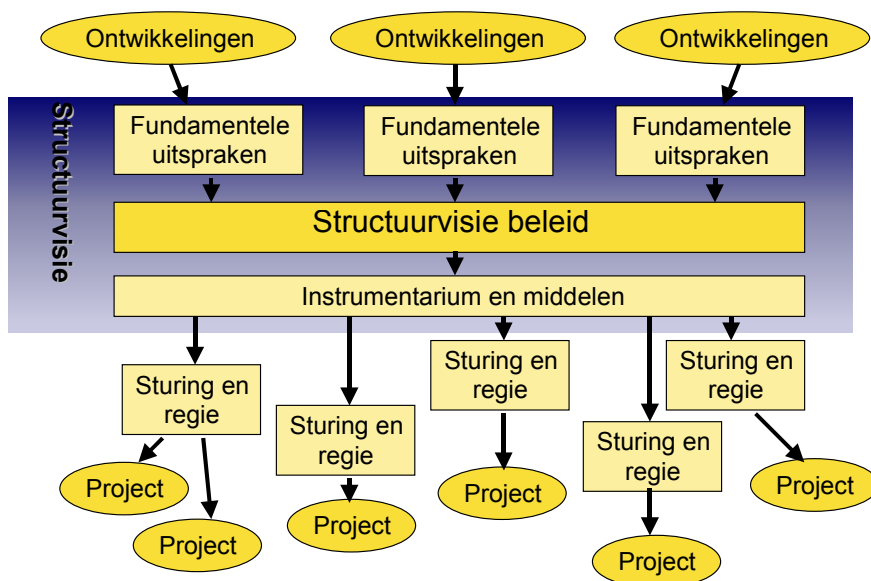 Ontwikkelingen
Ontwikkelingen
Ontwikkelingen
Structuurvisie
Fundamentele
uitspraken
Fundamentele
uitspraken
Fundamentele
uitspraken
Structuurvisie beleid
Instrumentarium en middelen
Sturing en
regie
Sturing en
regie
Sturing en
regie
Sturing en
regie
Sturing en
regie
Project
Project
Project
Project
Project
Project